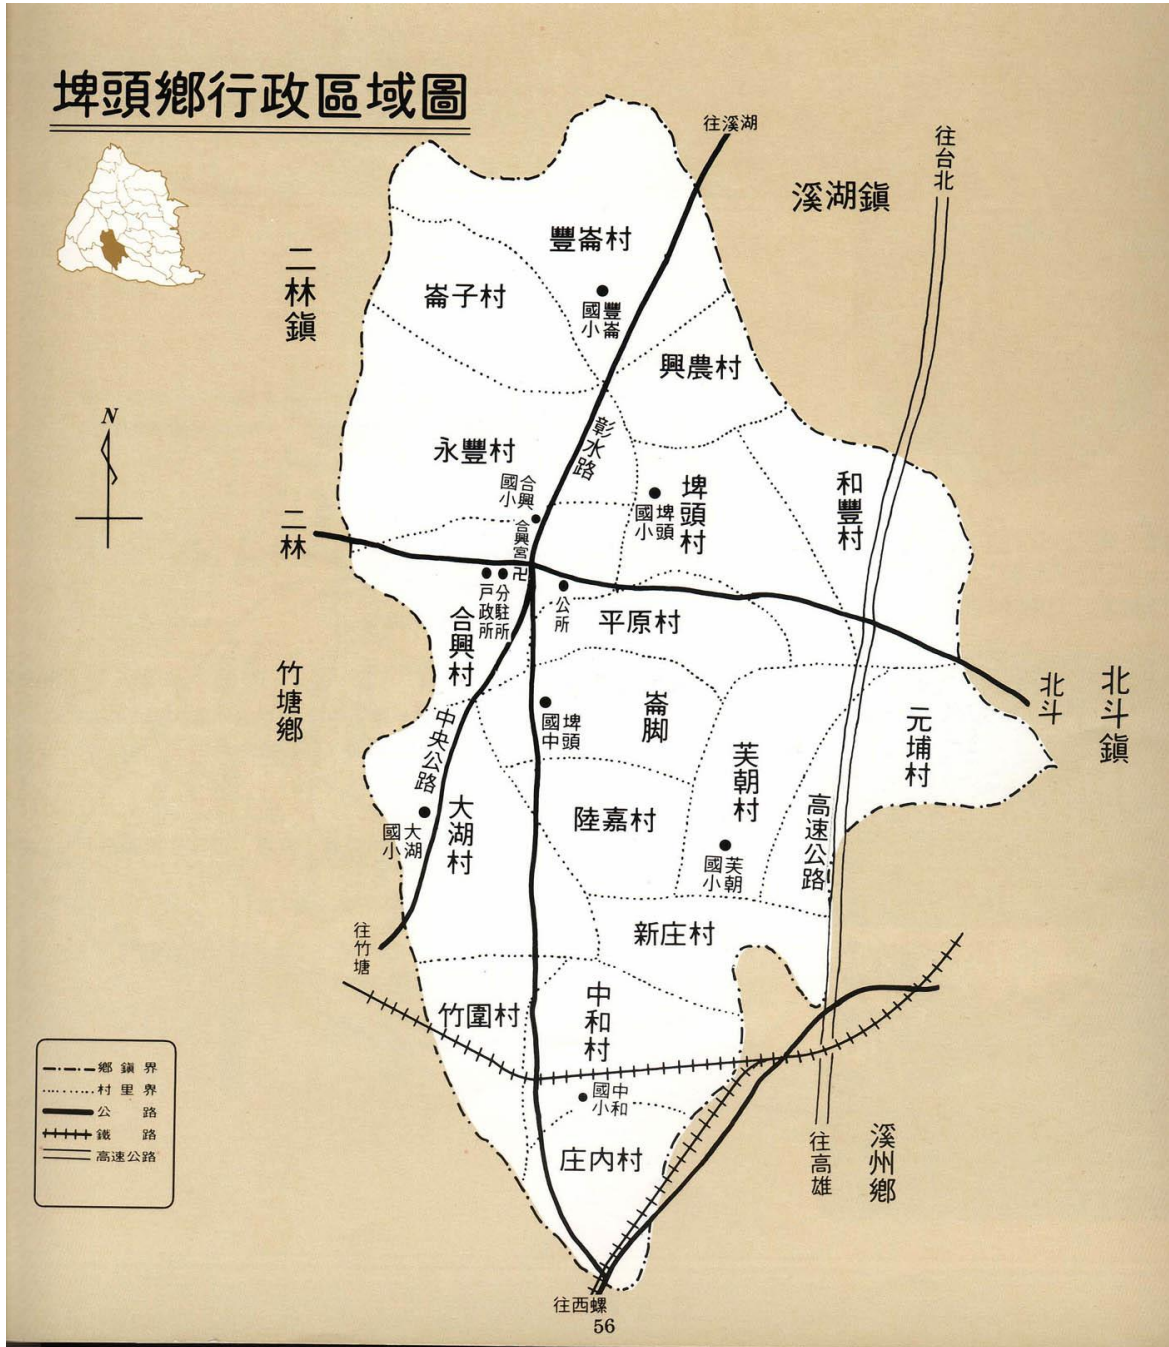 埤頭鄉行政區域圖
往溪湖
往台北
溪湖鎮
豐崙村
二林鎮
崙子村
豐崙國小
興農村
N
彰水路
永豐村
合興國小
埤頭村
埤頭國小
和豐村
二林
合興宮
卍
戶政所
分駐所
公所
合興村
平原村
竹塘鄉
崙脚
北斗
北斗鎮
中央公路
埤頭國中
元埔村
芙朝村
大湖村
陸嘉村
高速公路
大湖國小
芙朝國小
往竹塘
新庄村
竹圍村
中和村
鄉鎮界
村里界
公路
鐵路
高速公路
中和國小
庄內村
往高雄
溪州鄉
往西螺
56